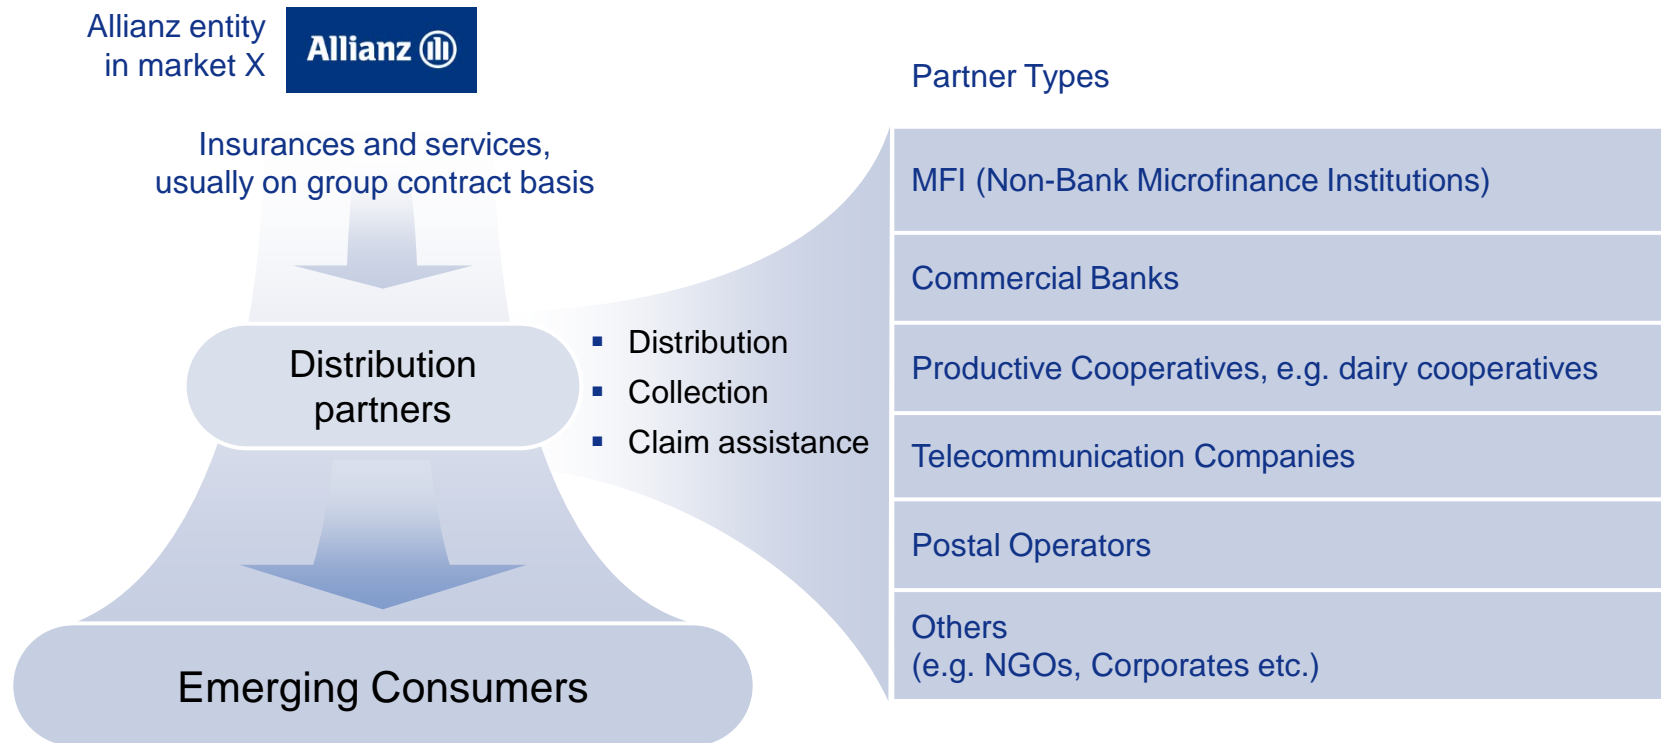 Allianz entity
in market X
Allianz
Insurances and services,
usually on group contract basis
Distribution
partners
▪ Distribution
▪ Collection
▪ Claim assistance
Emerging Consumers
Partner Types
MFI (Non-Bank Microfinance Institutions)
Commercial Banks
Productive Cooperatives, e.g. dairy cooperatives
Telecommunication Companies
Postal Operators
Others
(e.g. NGOs, Corporates etc.)